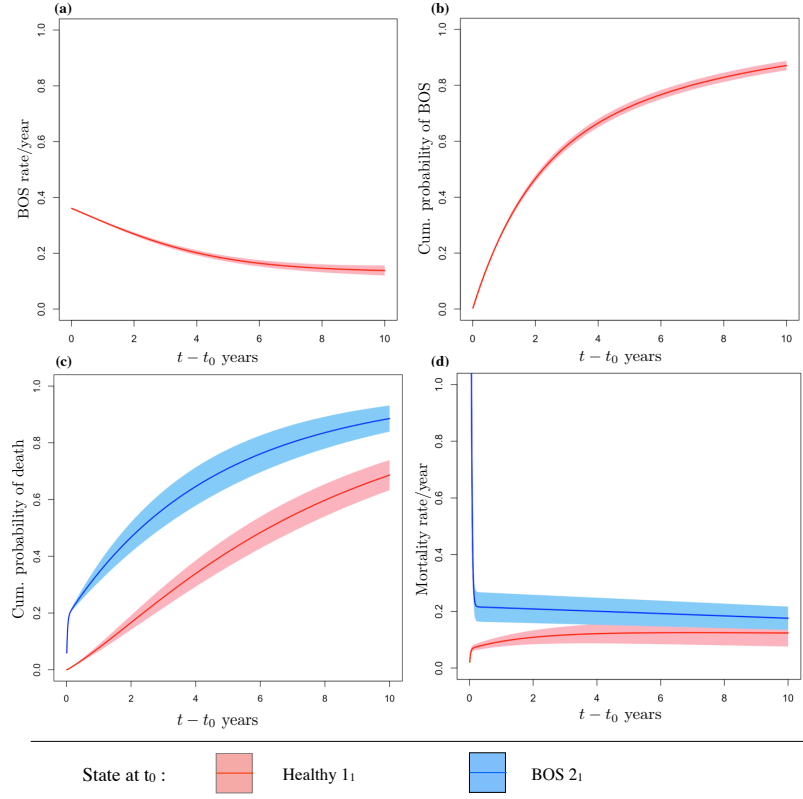 (a)
BOS rate/year
1.0
0.8
0.6
0.4
0.2
0.0
0 2 4 6 8 10
t − t₀ years
(b)
Cum. probability of BOS
1.0
0.8
0.6
0.4
0.2
0.0
0 2 4 6 8 10
t − t₀ years
(c)
Cum. probability of death
1.0
0.8
0.6
0.4
0.2
0.0
0 2 4 6 8 10
t − t₀ years
(d)
Mortality rate/year
1.0
0.8
0.6
0.4
0.2
0.0
0 2 4 6 8 10
t − t₀ years
State at t₀ : Healthy 1₁ BOS 2₁